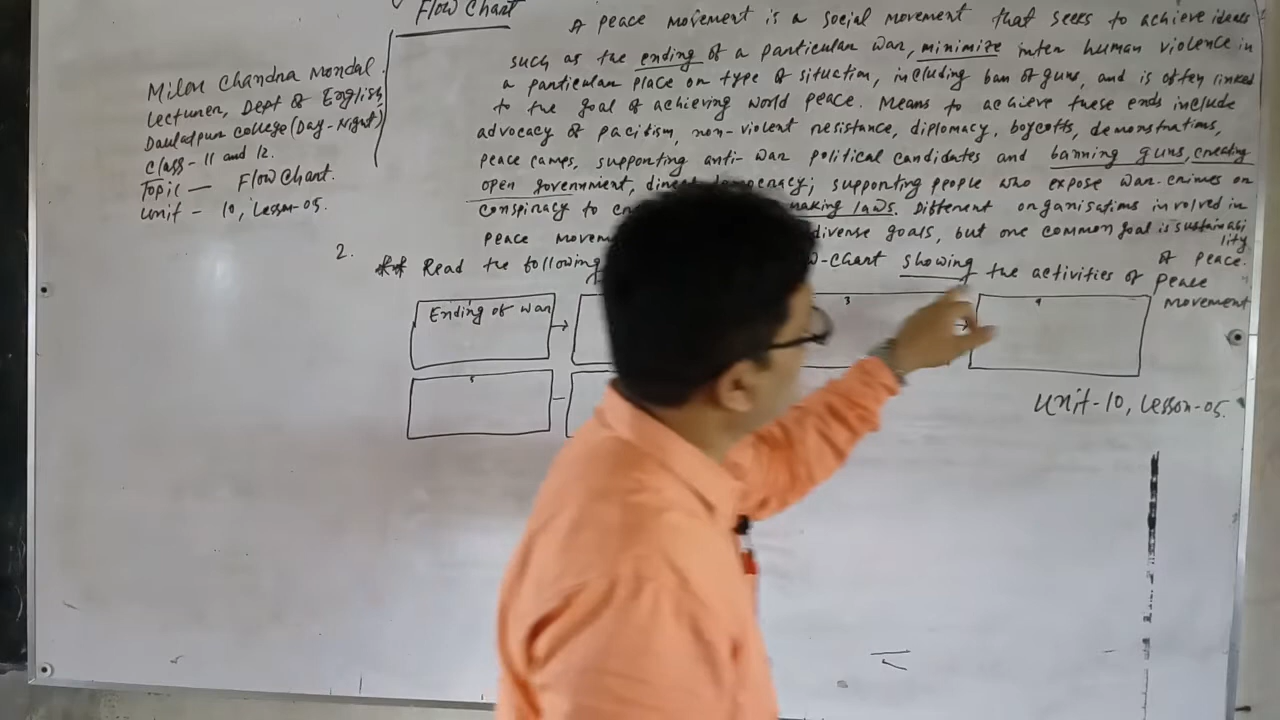 Flow Chart
Milon Chandra Mondal
Lecturer, Dept of English
Daulatpur College (Day-Night)
Class- 11 and 12.
Topic — Flow Chart.
Unit - 10, Lesson-05.
A peace movement is a social movement that seeks to achieve ideals
such as the ending of a particular war, minimize inter human violence in
a particular place or type of situation, including ban of guns, and is often linked
to the goal of achieving world peace. Means to achieve these ends include
advocacy of pacifism, non-violent resistance, diplomacy, boycotts, demonstrations,
peace camps, supporting anti-war political candidates and banning guns, creating
open government, direct democracy; supporting people who expose war-crimes or
conspiracy to making laws. Different organisations involved in
peace diverse goals, but one common goal is sustainability
of peace.
2. ** Read the following -chart showing the activities of peace
movement
Ending of war
3
4
5
Unit-10, Lesson-05.